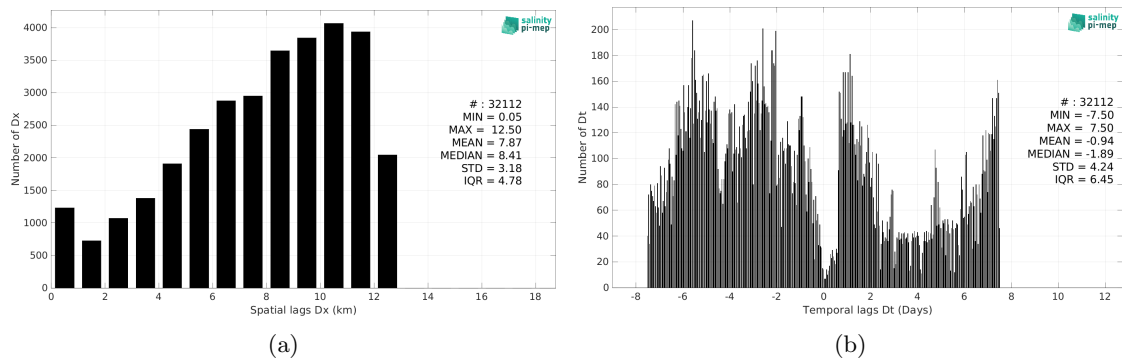 salinity
pi-mep
Number of Dx
4000
3500
3000
2500
2000
1500
1000
500
0
# : 32112
MIN = 0.05
MAX = 12.50
MEAN = 7.87
MEDIAN = 8.41
STD = 3.18
IQR = 4.78
0 2 4 6 8 10 12 14 16 18
Spatial lags Dx (km)
(a)
salinity
pi-mep
Number of Dt
200
180
160
140
120
100
80
60
40
20
0
# : 32112
MIN = -7.50
MAX = 7.50
MEAN = -0.94
MEDIAN = -1.89
STD = 4.24
IQR = 6.45
-8 -6 -4 -2 0 2 4 6 8 10 12
Temporal lags Dt (Days)
(b)